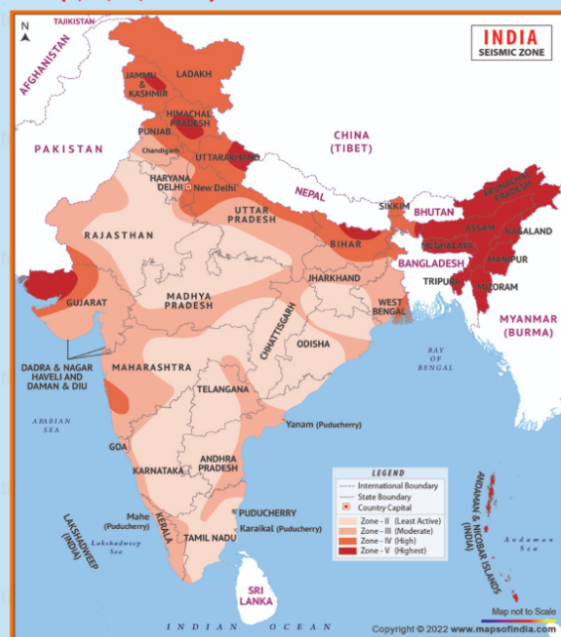 INDIA
SEISMIC ZONE
N
TAJIKISTAN
AFGHANISTAN
PAKISTAN
CHINA
(TIBET)
NEPAL
BHUTAN
BANGLADESH
MYANMAR
(BURMA)
SRI
LANKA
LADAKH
JAMMU
&
KASHMIR
HIMACHAL
PRADESH
PUNJAB
Chandigarh
UTTARAKHAND
HARYANA
DELHI
New Delhi
UTTAR
PRADESH
RAJASTHAN
BIHAR
SIKKIM
ARUNACHAL
PRADESH
ASSAM
NAGALAND
MEGHALAYA
MANIPUR
TRIPURA
MIZORAM
JHARKHAND
WEST
BENGAL
GUJARAT
MADHYA
PRADESH
CHHATTISGARH
ODISHA
DADRA & NAGAR
HAVELI AND
DAMAN & DIU
MAHARASHTRA
TELANGANA
Yanam (Puducherry)
GOA
KARNATAKA
ANDHRA
PRADESH
PUDUCHERRY
Karaikal (Puducherry)
Mahe
(Puducherry)
KERALA
TAMIL NADU
LAKSHADWEEP
(INDIA)
Lakshadweep
Sea
ARABIAN
SEA
BAY
OF
BENGAL
ANDAMAN &
NICOBAR ISLANDS
(INDIA)
Andaman
Sea
INDIAN OCEAN
LEGEND
International Boundary
State Boundary
Country Capital
Zone - II (Least Active)
Zone - III (Moderate)
Zone - IV (High)
Zone - V (Highest)
Map not to Scale
Copyright © 2022 www.mapsofindia.com